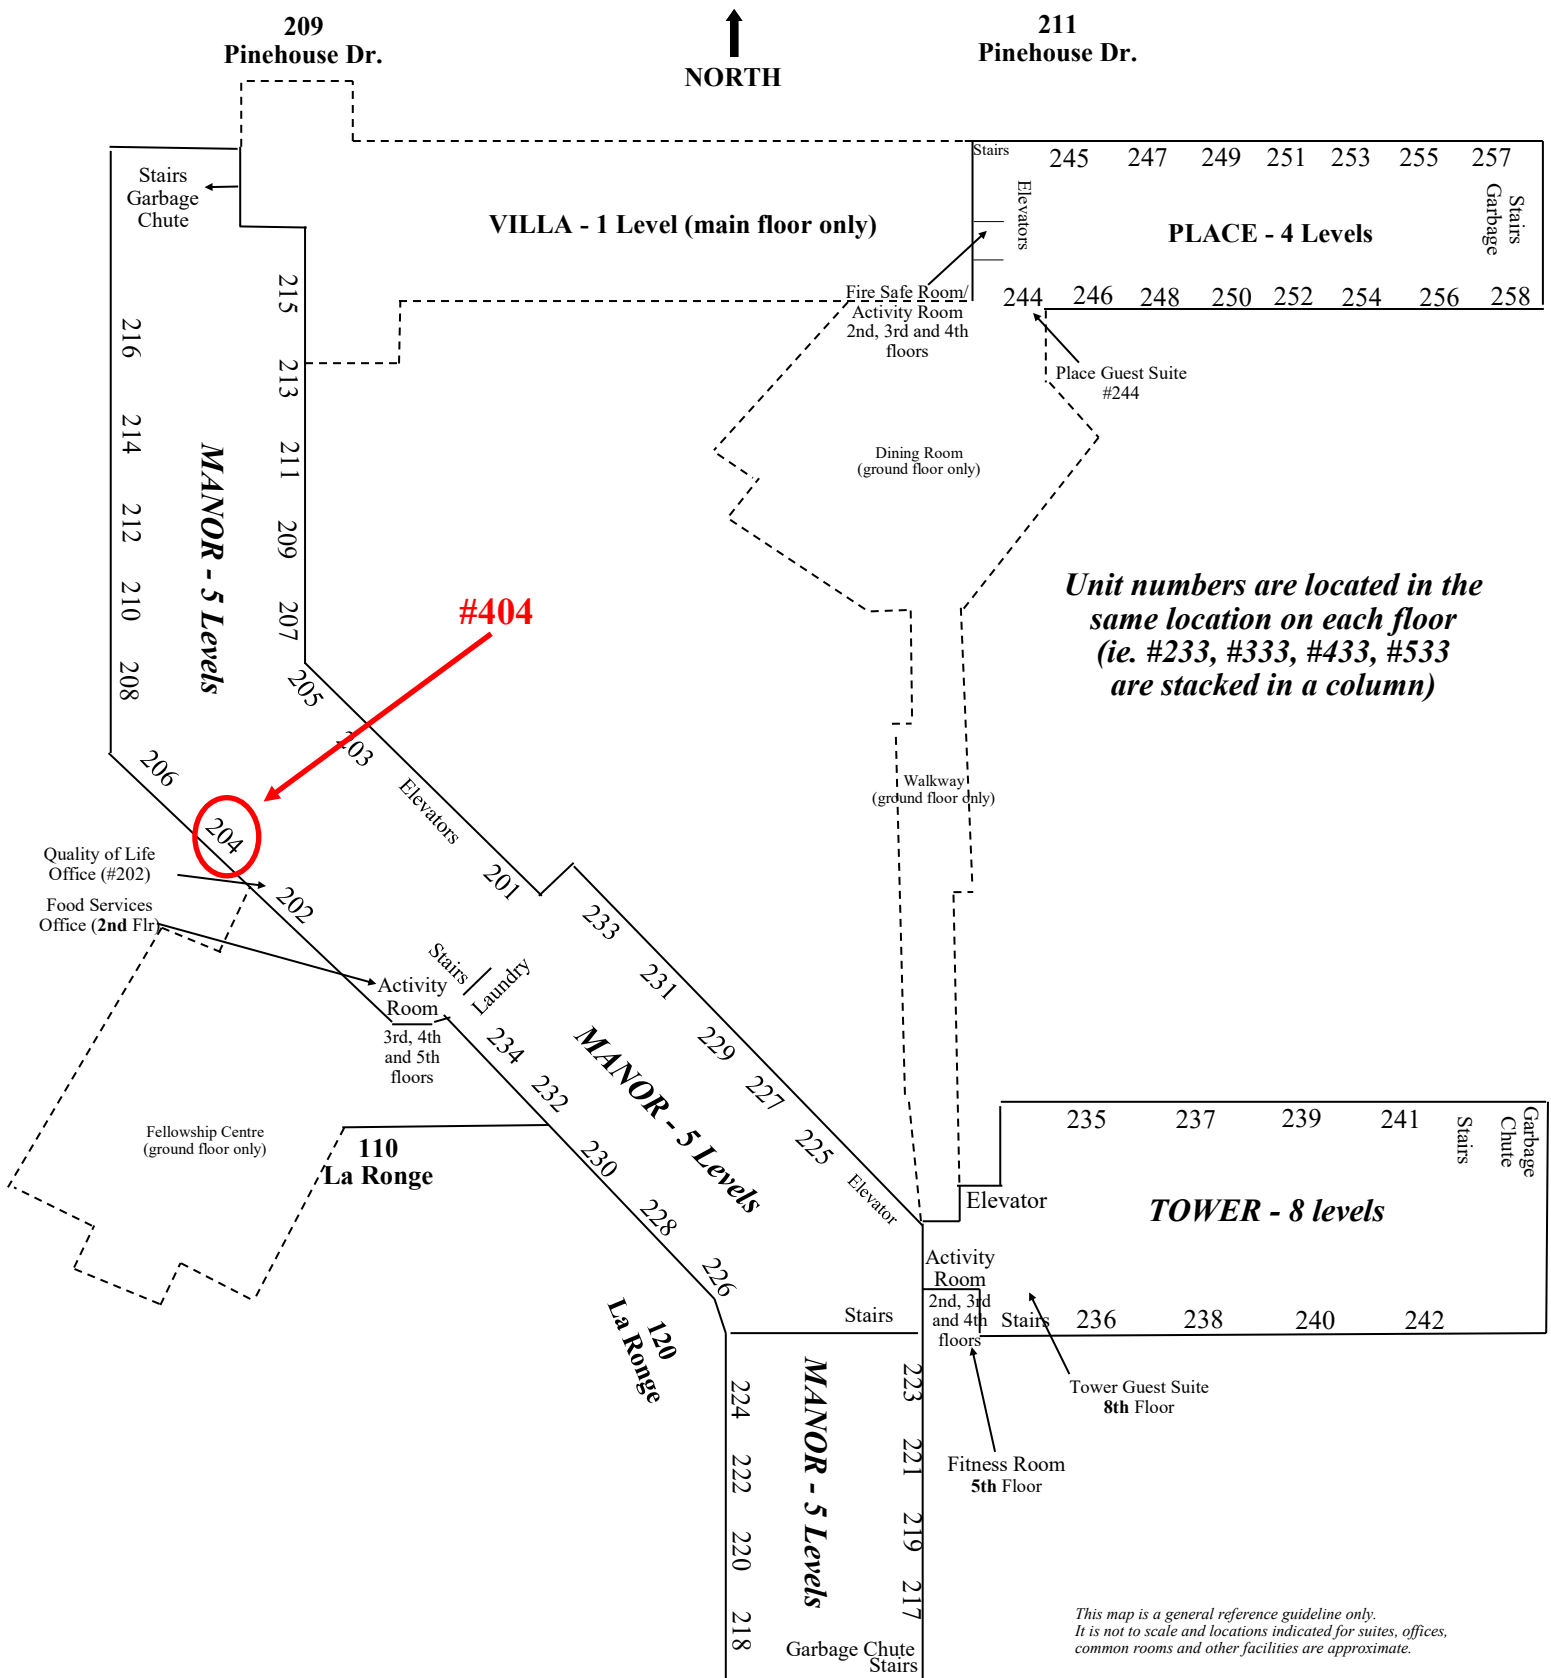 209
Pinehouse Dr.
NORTH
211
Pinehouse Dr.
Stairs
Garbage
Chute
VILLA - 1 Level (main floor only)
Stairs
Elevators
245 247 249 251 253 255 257
PLACE - 4 Levels
Stairs
Garbage
244 246 248 250 252 254 256 258
Fire Safe Room/
Activity Room
2nd, 3rd and 4th
floors
Place Guest Suite
#244
215
213
211
209
207
205
203
Elevators
201
216
214
212
210
208
206
204
202
MANOR - 5 Levels
#404
Dining Room
(ground floor only)
Unit numbers are located in the
same location on each floor
(ie. #233, #333, #433, #533
are stacked in a column)
Walkway
(ground floor only)
Quality of Life
Office (#202)
Food Services
Office (2nd Flr)
Stairs
Laundry
Activity
Room
3rd, 4th
and 5th
floors
233
231
229
227
225
Elevator
234
232
230
228
226
MANOR - 5 Levels
Fellowship Centre
(ground floor only)
110
La Ronge
120
La Ronge
235 237 239 241
Stairs
Garbage
Chute
Elevator
TOWER - 8 levels
Activity
Room
2nd, 3rd
and 4th
floors
Stairs
Stairs
236 238 240 242
Tower Guest Suite
8th Floor
Fitness Room
5th Floor
224
222
220
218
MANOR - 5 Levels
223
221
219
217
Garbage Chute
Stairs
This map is a general reference guideline only.
It is not to scale and locations indicated for suites, offices,
common rooms and other facilities are approximate.